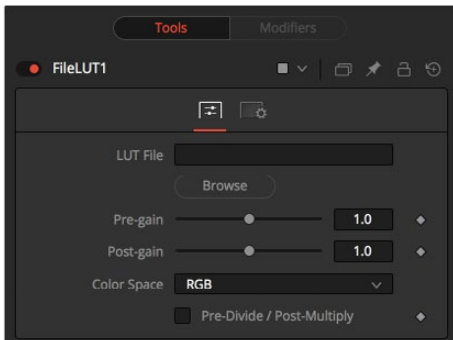 Tools Modifiers
FileLUT1
LUT File
Browse
Pre-gain 1.0
Post-gain 1.0
Color Space RGB
Pre-Divide / Post-Multiply